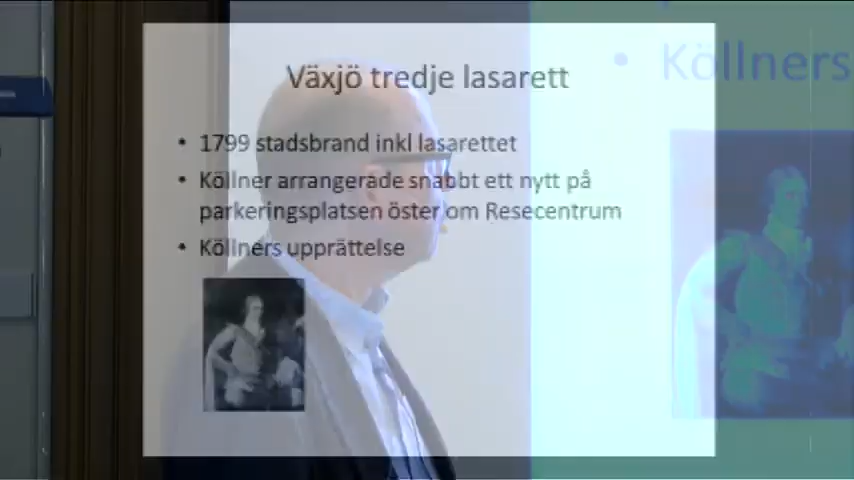 Växjö tredje lasarett
• 1799 stadsbrand inkl lasarettet
• Köllner arrangerade snabbt ett nytt på
parkeringsplatsen öster om Resecentrum
• Köllners upprättelse
• Köllners